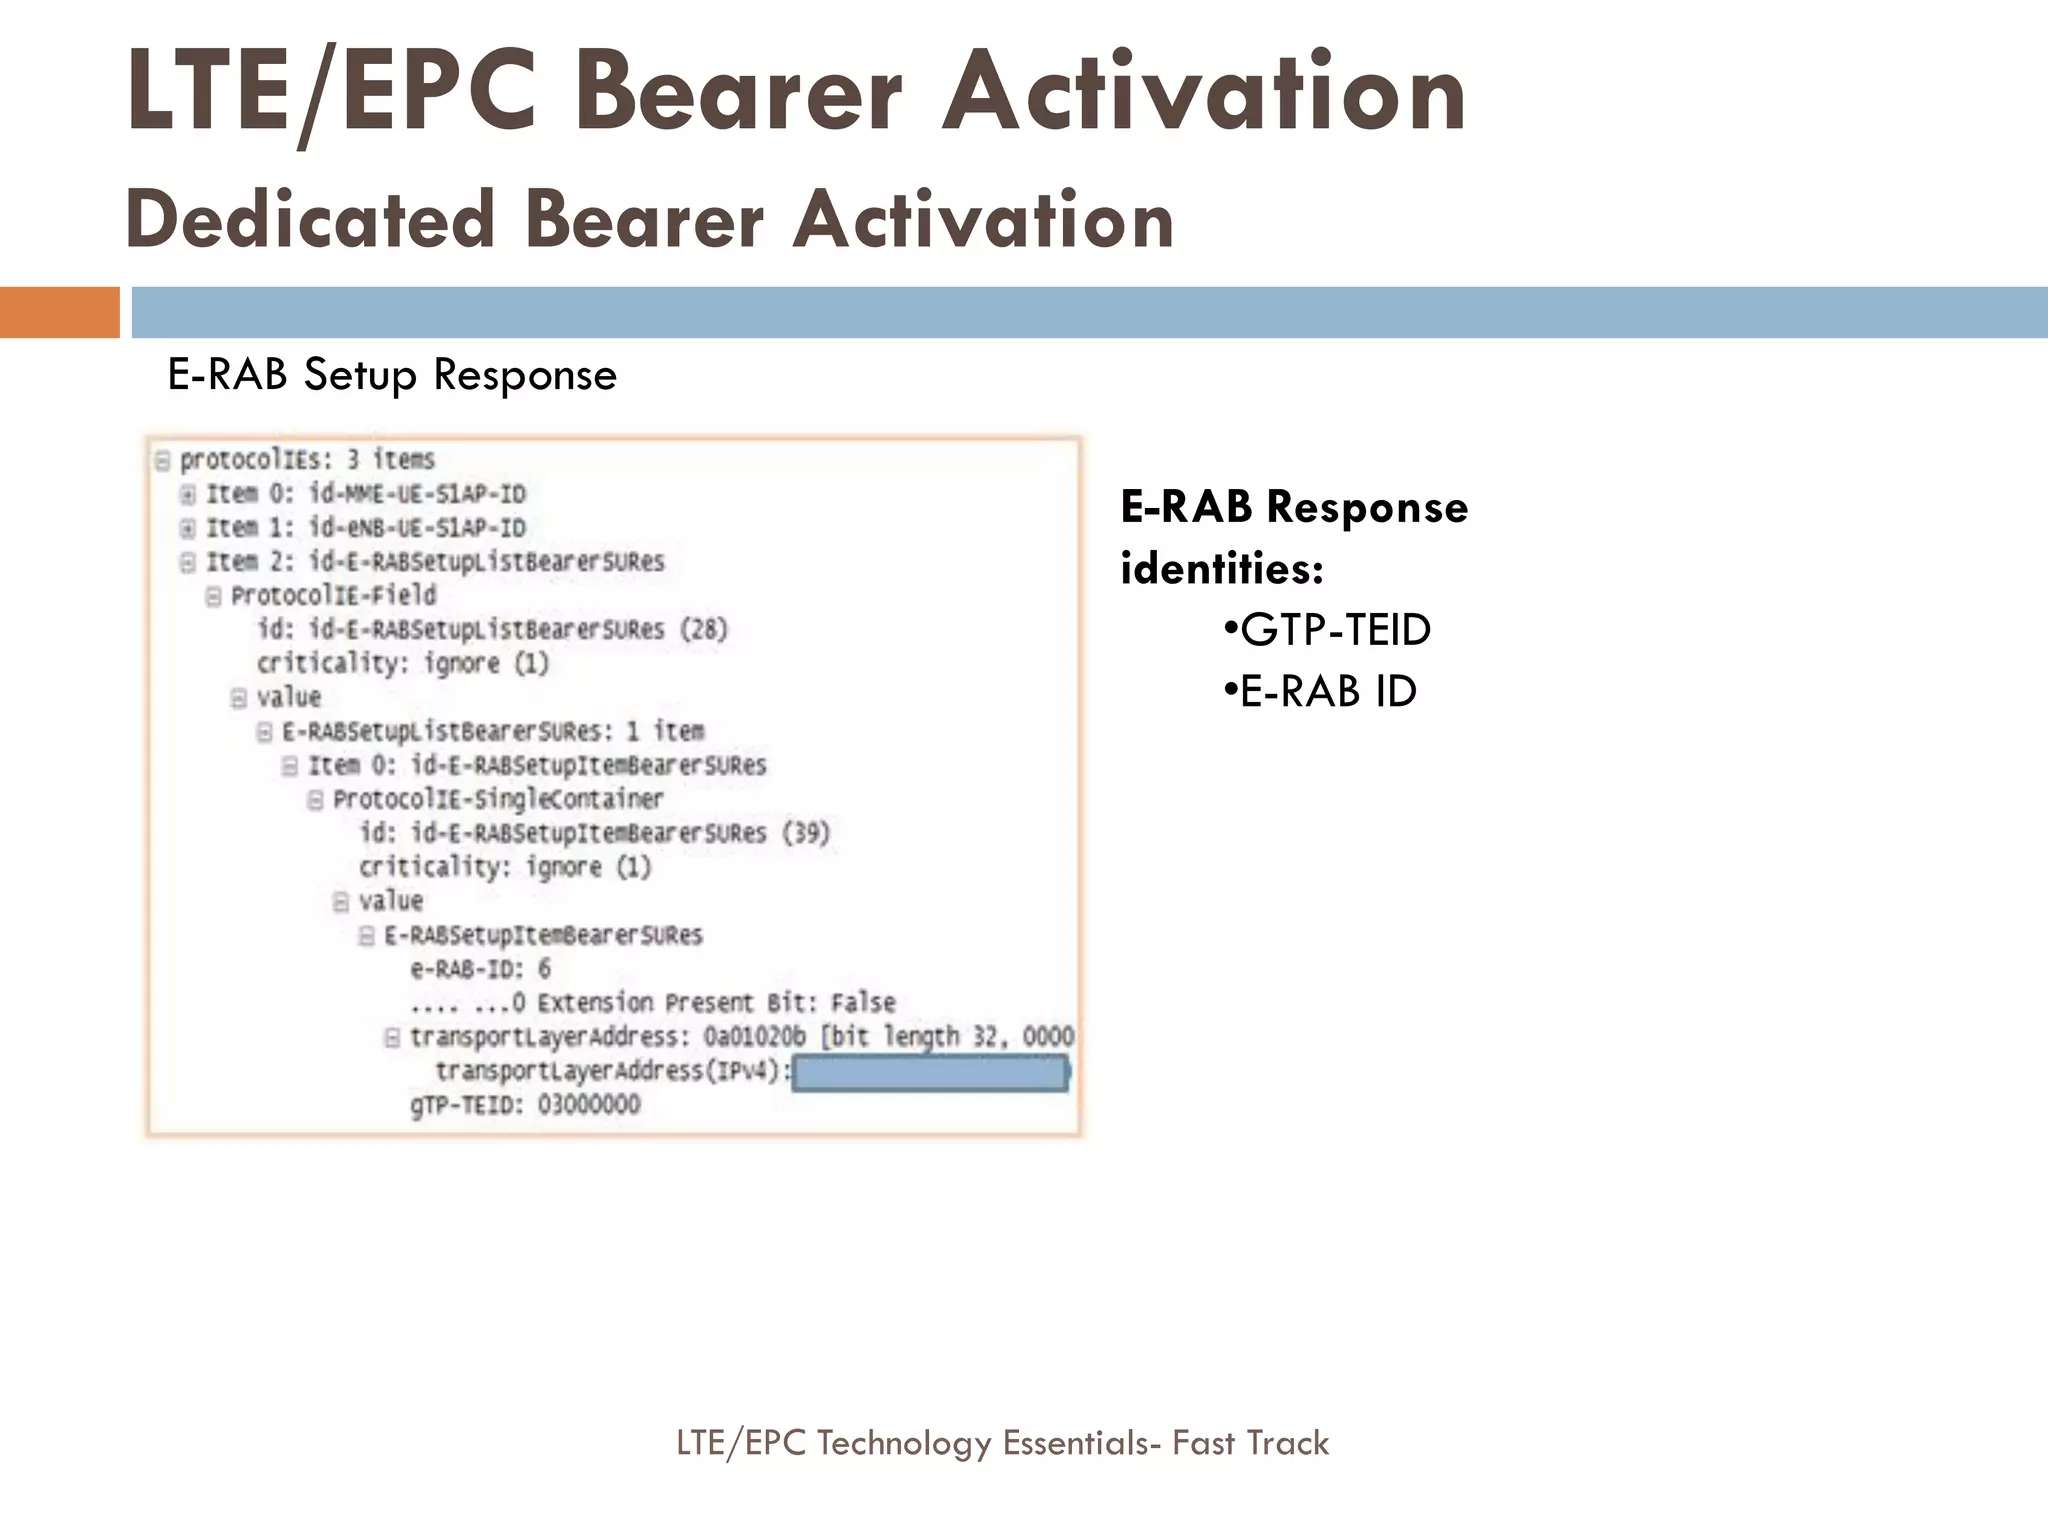 LTE/EPC Bearer Activation
Dedicated Bearer Activation
E-RAB Setup Response
protocolIEs: 3 items
Item 0: id-MME-UE-S1AP-ID
Item 1: id-eNB-UE-S1AP-ID
Item 2: id-E-RABSetupListBearerSURes
ProtocolIE-Field
id: id-E-RABSetupListBearerSURes (28)
criticality: ignore (1)
value
E-RABSetupListBearerSURes: 1 item
Item 0: id-E-RABSetupItemBearerSURes
ProtocolIE-SingleContainer
id: id-E-RABSetupItemBearerSURes (39)
criticality: ignore (1)
value
E-RABSetupItemBearerSURes
e-RAB-ID: 6
.... ...0 Extension Present Bit: False
transportLayerAddress: 0a01020b [bit length 32, 0000
transportLayerAddress(IPv4):
gTP-TEID: 03000000
E-RAB Response
identities:
•GTP-TEID
•E-RAB ID
LTE/EPC Technology Essentials- Fast Track